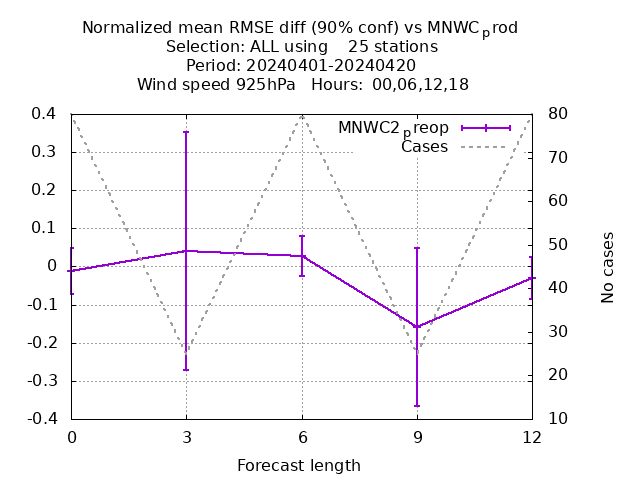 Normalized mean RMSE diff (90% conf) vs MNWCprod
Selection: ALL using 25 stations
Period: 20240401-20240420
Wind speed 925hPa Hours: 00,06,12,18
MNWC2preop
Cases
0.4
0.3
0.2
0.1
0
-0.1
-0.2
-0.3
-0.4
80
70
60
50
40
30
20
10
No cases
0 3 6 9 12
Forecast length